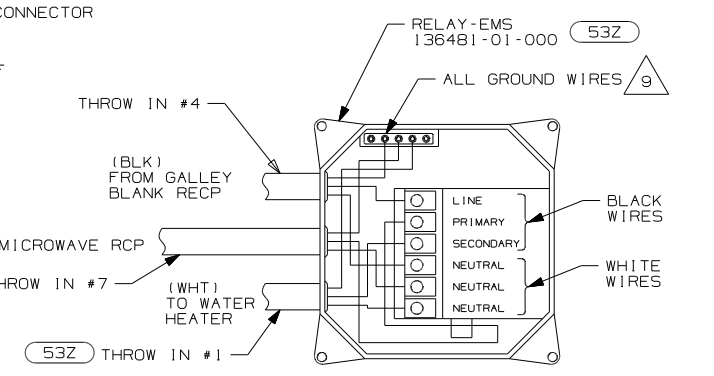 CONNECTOR
RELAY-EMS
136481-01-000
53Z
ALL GROUND WIRES
9
THROW IN #4
(BLK)
FROM GALLEY
BLANK RECP
LINE
PRIMARY
SECONDARY
NEUTRAL
NEUTRAL
NEUTRAL
BLACK
WIRES
WHITE
WIRES
MICROWAVE RCP
HROW IN #7
(WHT)
TO WATER
HEATER
53Z
THROW IN #1